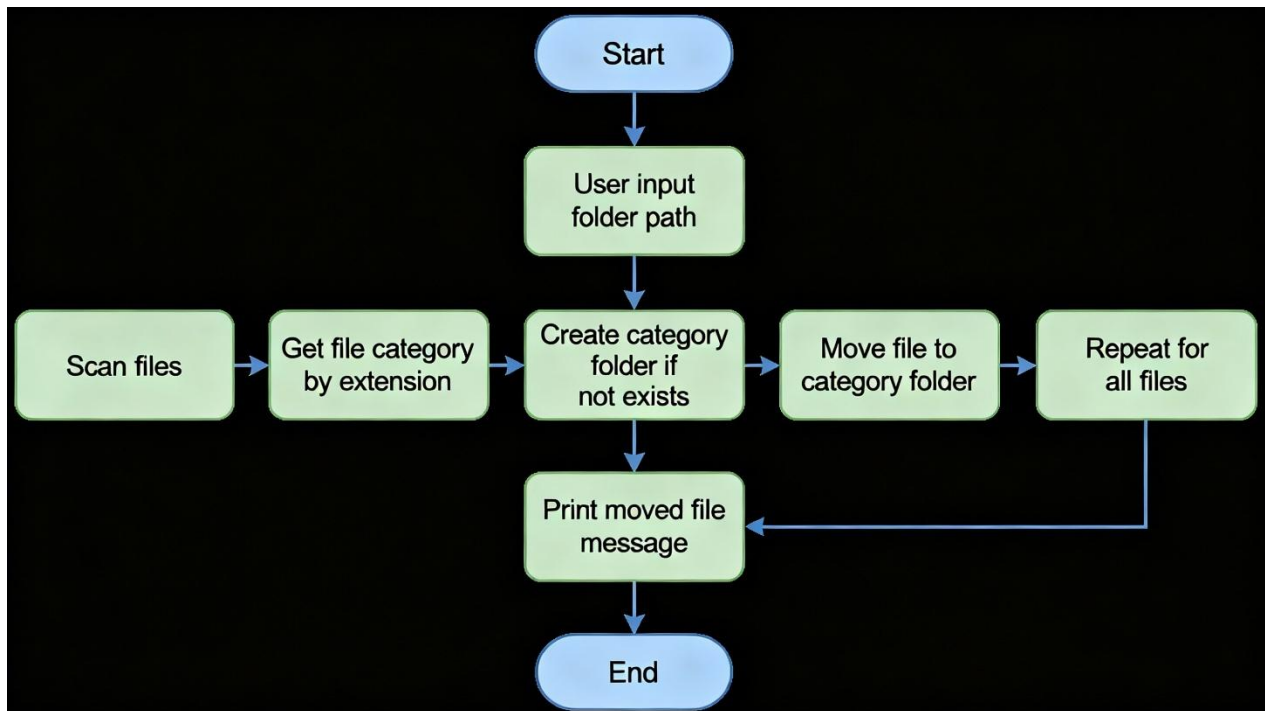 Start
User input
folder path
Scan files
Get file category
by extension
Create category
folder if
not exists
Move file to
category folder
Repeat for
all files
Print moved file
message
End